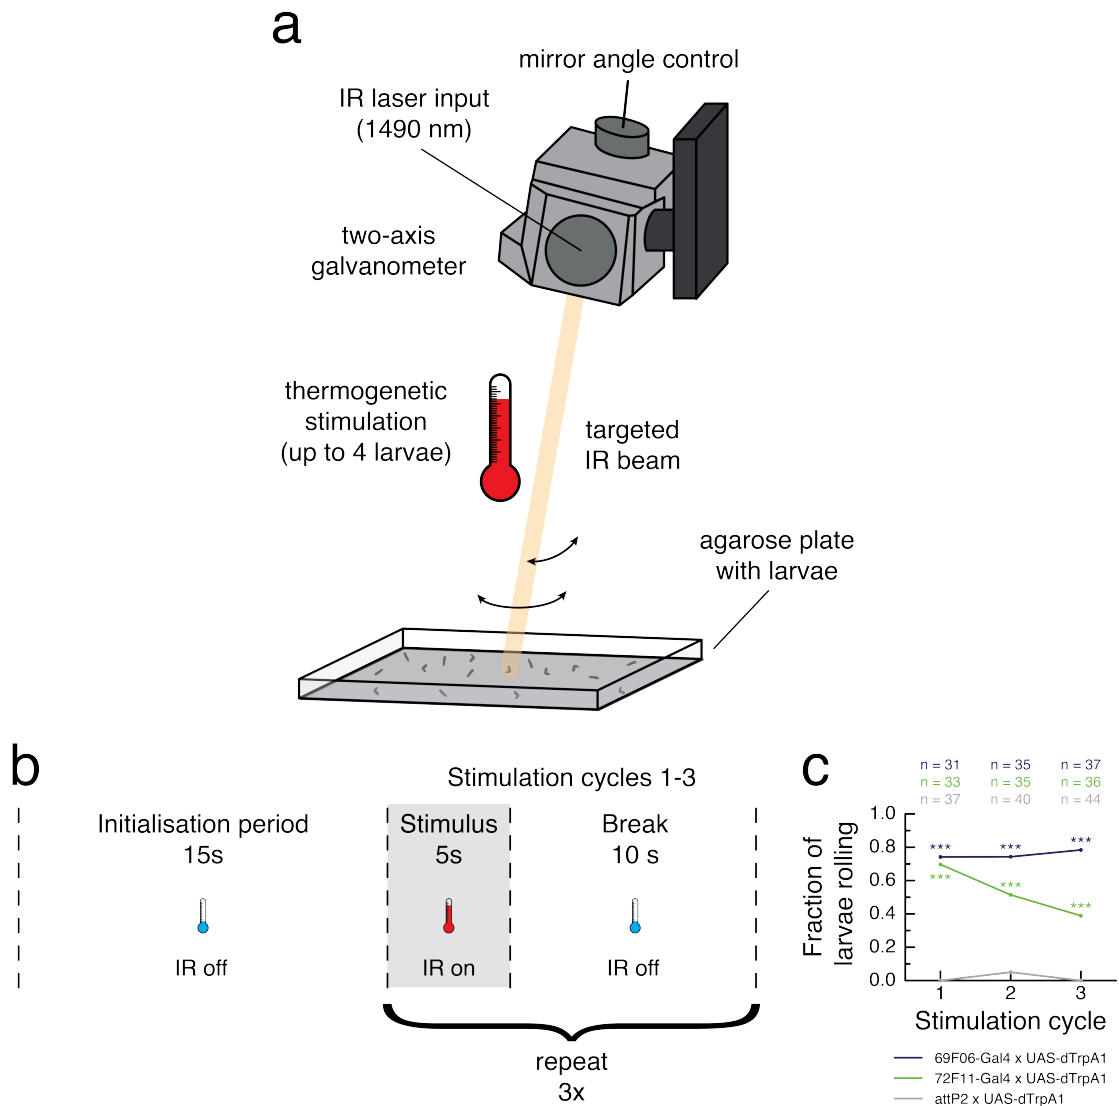 a
mirror angle control
IR laser input
(1490 nm)
two-axis
galvanometer
thermogenetic
stimulation
(up to 4 larvae)
targeted
IR beam
agarose plate
with larvae
b
Stimulation cycles 1-3
Initialisation period
15s
IR off
Stimulus
5s
IR on
Break
10 s
IR off
repeat
3x
c
n = 31 n = 35 n = 37
n = 33 n = 35 n = 36
n = 37 n = 40 n = 44
Fraction of
larvae rolling
1.0
0.8
0.6
0.4
0.2
0.0
*** *** ***
*** *** ***
1 2 3
Stimulation cycle
69F06-Gal4 x UAS-dTrpA1
72F11-Gal4 x UAS-dTrpA1
attP2 x UAS-dTrpA1